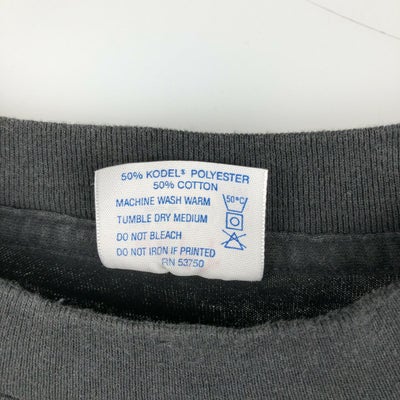 50% KODEL® POLYESTER
50% COTTON
MACHINE WASH WARM 50°C
TUMBLE DRY MEDIUM
DO NOT BLEACH
DO NOT IRON IF PRINTED
RN 53750